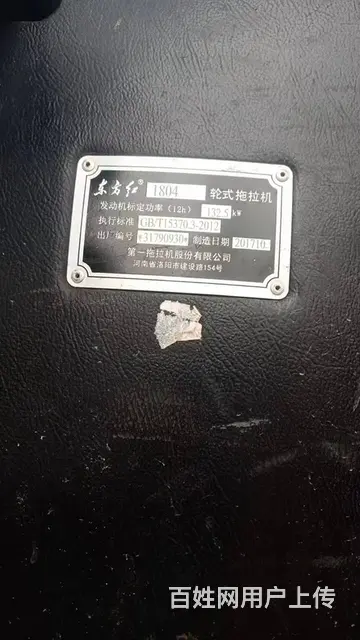 东方红® 1804 轮式拖拉机
发动机标定功率(12h) 139.5 kW
执行标准 GB/T15370.3-2012
出厂编号 *31790930* 制造日期 201710.
第一拖拉机股份有限公司
河南省洛阳市建设路154号
百姓网用户上传